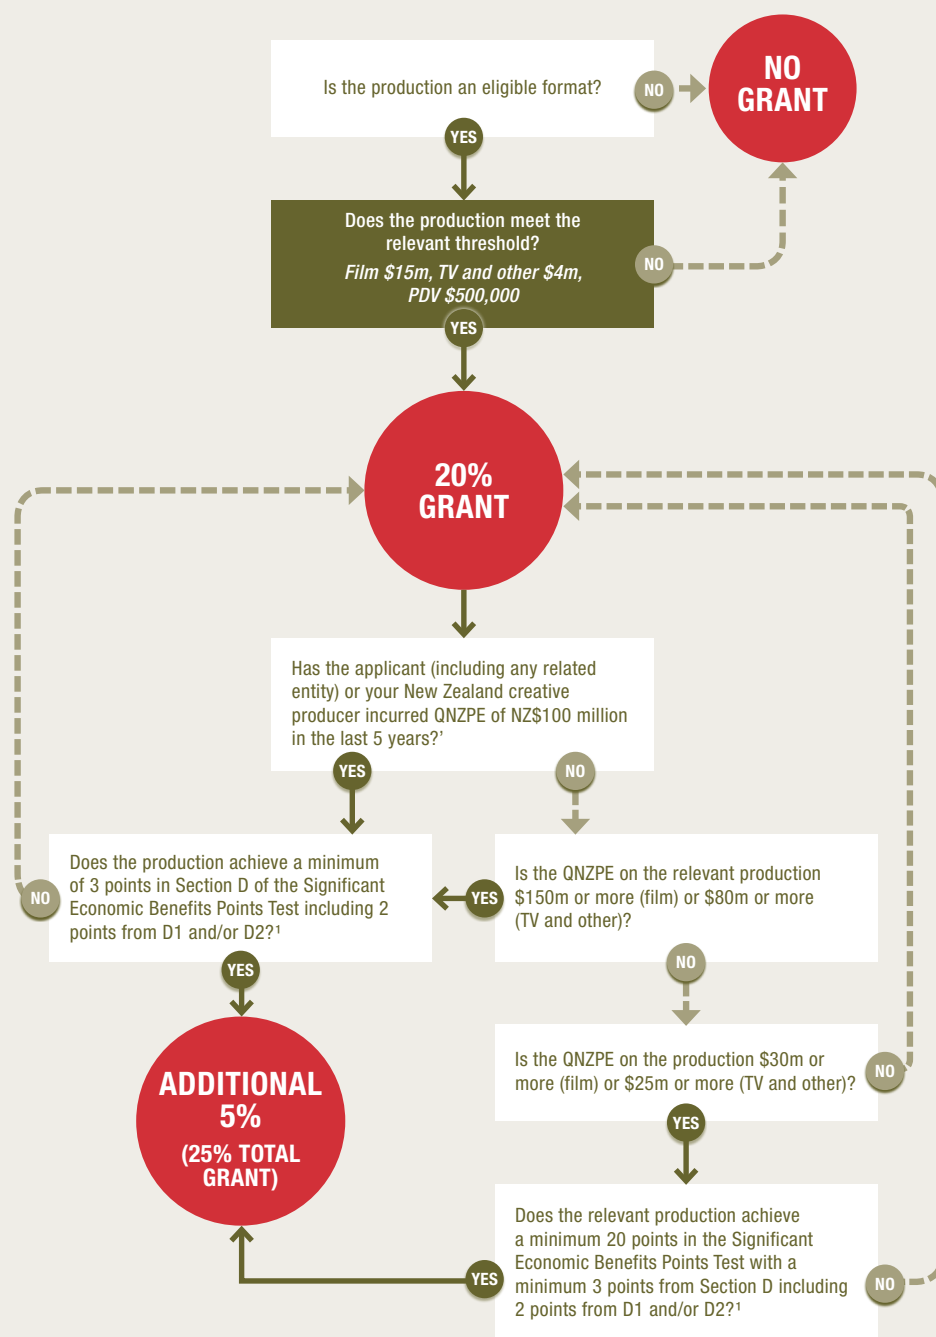 Is the production an eligible format?
NO
NO
GRANT
YES
Does the production meet the
relevant threshold?
Film $15m, TV and other $4m,
PDV $500,000
NO
YES
20%
GRANT
Has the applicant (including any related
entity) or your New Zealand creative
producer incurred QNZPE of NZ$100 million
in the last 5 years?’
YES
NO
Does the production achieve a minimum
of 3 points in Section D of the Significant
Economic Benefits Points Test including 2
points from D1 and/or D2?¹
NO
YES
Is the QNZPE on the relevant production
$150m or more (film) or $80m or more
(TV and other)?
YES
NO
ADDITIONAL
5%
(25% TOTAL
GRANT)
Is the QNZPE on the production $30m or
more (film) or $25m or more (TV and other)?
NO
YES
Does the relevant production achieve
a minimum 20 points in the Significant
Economic Benefits Points Test with a
minimum 3 points from Section D including
2 points from D1 and/or D2?¹
YES
NO